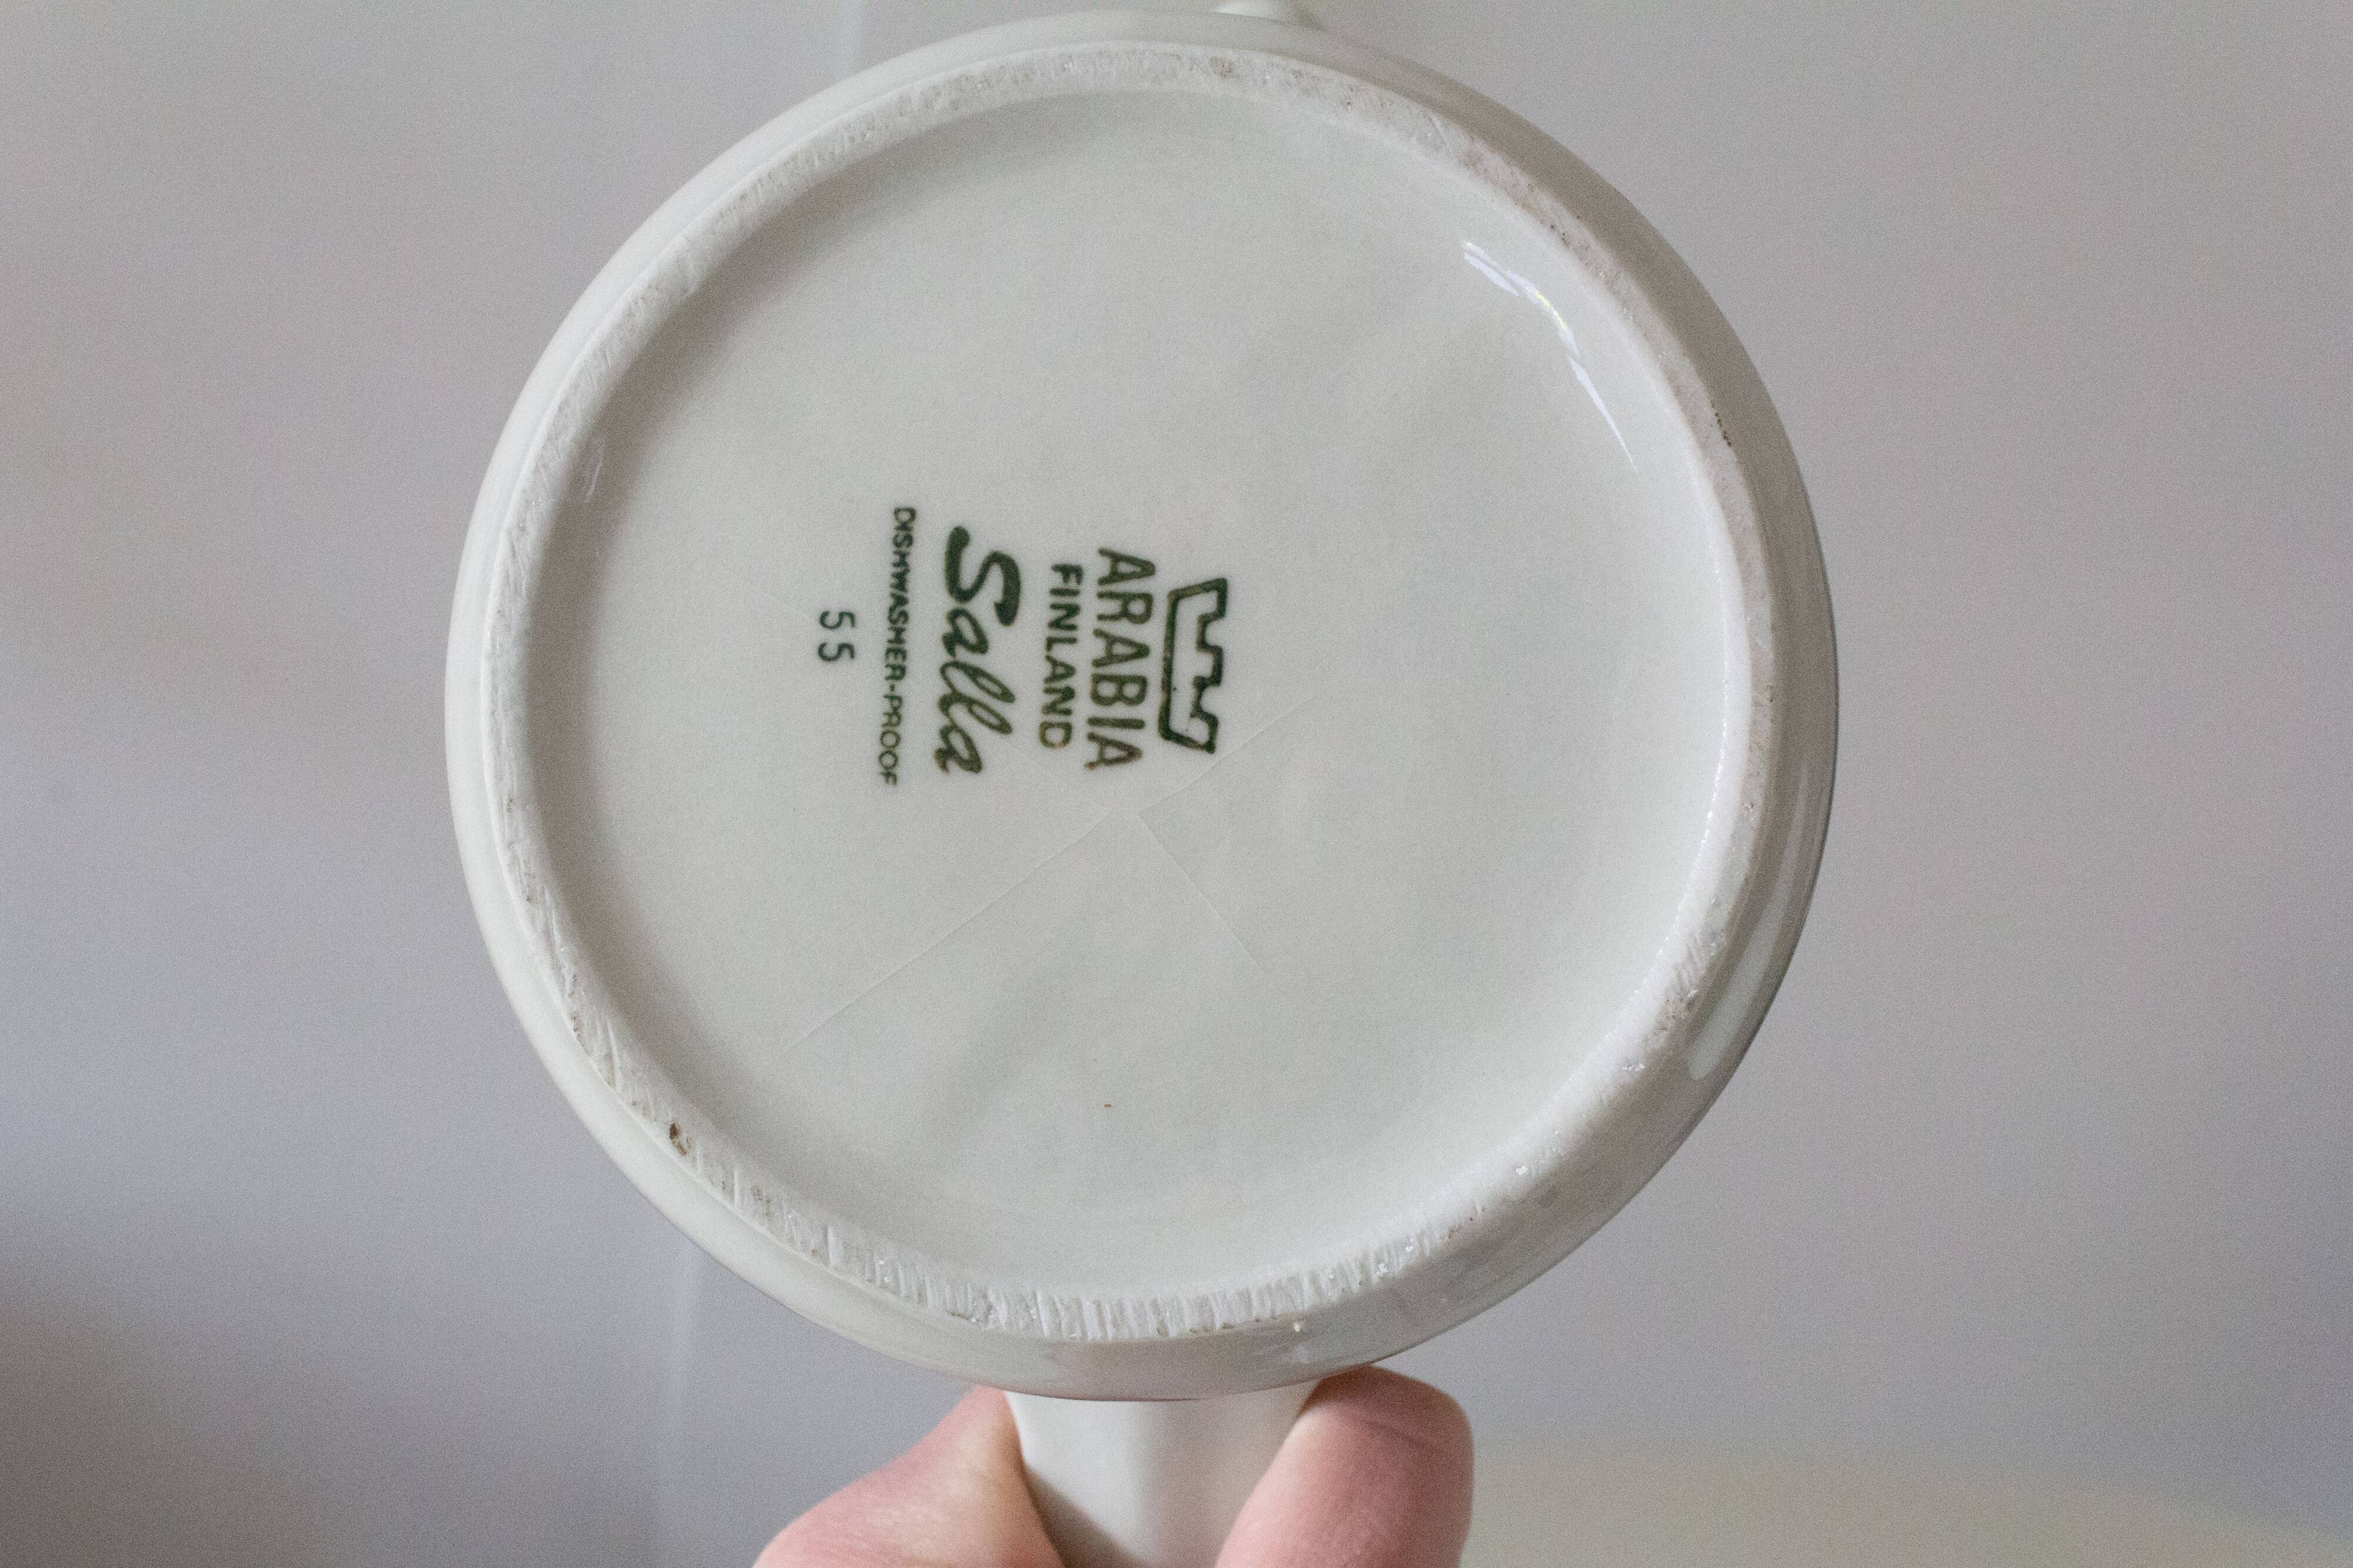 ARABIA
FINLAND
Salla
DISHWASHER-PROOF
55